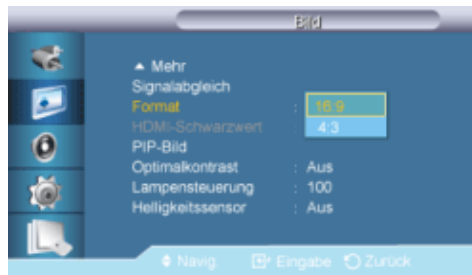 Bild
▲ Mehr
Signalabgleich
Format : 16:9
4:3
HDMI-Schwarzwert
PIP-Bild
Optimalkontrast : Aus
Lampensteuerung : 100
Helligkeitssensor : Aus
Navig. Eingabe Zurück